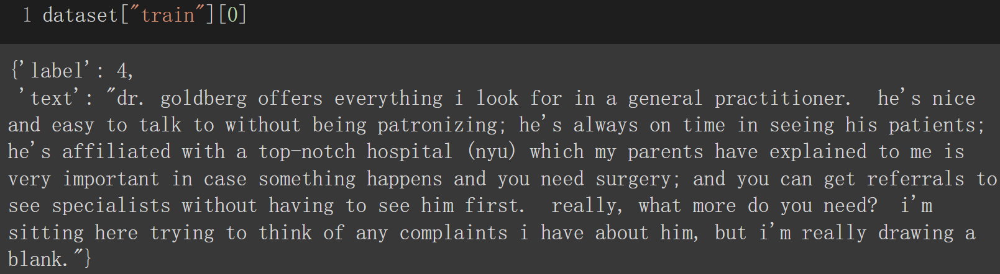 1 dataset["train"][0]
{'label': 4,
 'text': "dr. goldberg offers everything i look for in a general practitioner.  he's nice
and easy to talk to without being patronizing; he's always on time in seeing his patients;
he's affiliated with a top-notch hospital (nyu) which my parents have explained to me is
very important in case something happens and you need surgery; and you can get referrals to
see specialists without having to see him first.  really, what more do you need?  i'm
sitting here trying to think of any complaints i have about him, but i'm really drawing a
blank."}